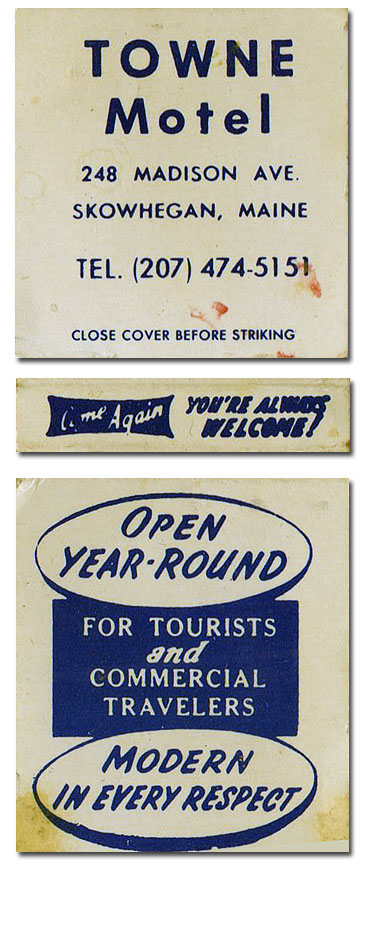 TOWNE
Motel
248 MADISON AVE.
SKOWHEGAN, MAINE
TEL. (207) 474-5151
CLOSE COVER BEFORE STRIKING
Come Again
YOU'RE ALWAYS
WELCOME!
OPEN
YEAR-ROUND
FOR TOURISTS
and
COMMERCIAL
TRAVELERS
MODERN
IN EVERY RESPECT